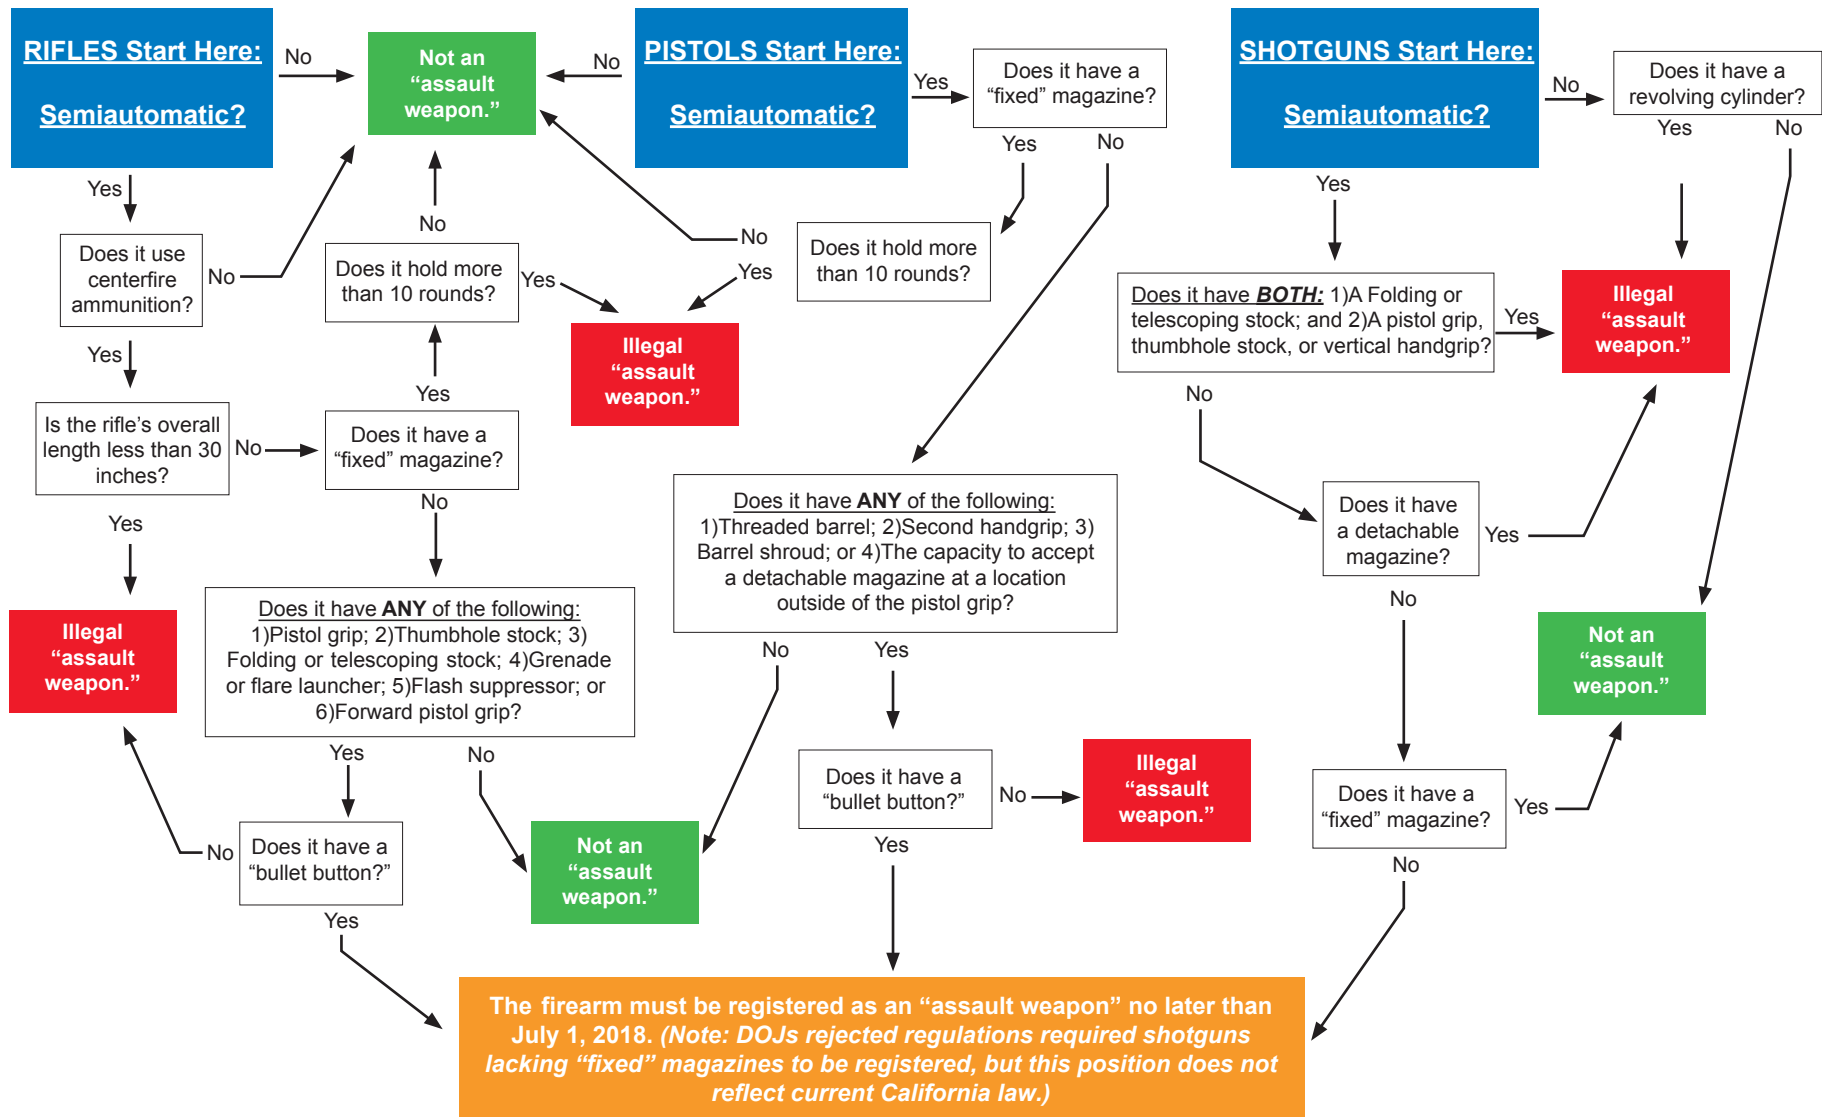 RIFLES Start Here:
Semiautomatic?
No
Not an
“assault
weapon.”
No
PISTOLS Start Here:
Semiautomatic?
Yes
Does it have a
“fixed” magazine?
SHOTGUNS Start Here:
Semiautomatic?
No
Does it have a
revolving cylinder?
Yes
No
Yes
No
Yes
Yes
Does it use
centerfire
ammunition?
No
No
Does it hold more
than 10 rounds?
Yes
No
Yes
Does it hold more
than 10 rounds?
Illegal
“assault
weapon.”
Does it have BOTH: 1)A Folding or
telescoping stock; and 2)A pistol grip,
thumbhole stock, or vertical handgrip?
Yes
Illegal
“assault
weapon.”
Yes
Yes
No
Is the rifle’s overall
length less than 30
inches?
No
Does it have a
“fixed” magazine?
No
Yes
Does it have ANY of the following:
1)Threaded barrel; 2)Second handgrip; 3)
Barrel shroud; or 4)The capacity to accept
a detachable magazine at a location
outside of the pistol grip?
Does it have
a detachable
magazine?
Yes
No
Illegal
“assault
weapon.”
Does it have ANY of the following:
1)Pistol grip; 2)Thumbhole stock; 3)
Folding or telescoping stock; 4)Grenade
or flare launcher; 5)Flash suppressor; or
6)Forward pistol grip?
No
Yes
Not an
“assault
weapon.”
Yes
No
Does it have a
“bullet button?”
No
Illegal
“assault
weapon.”
Does it have a
“fixed” magazine?
Yes
No
Does it have a
“bullet button?”
Not an
“assault
weapon.”
Yes
No
Yes
The firearm must be registered as an “assault weapon” no later than
July 1, 2018. (Note: DOJs rejected regulations required shotguns
lacking “fixed” magazines to be registered, but this position does not
reflect current California law.)